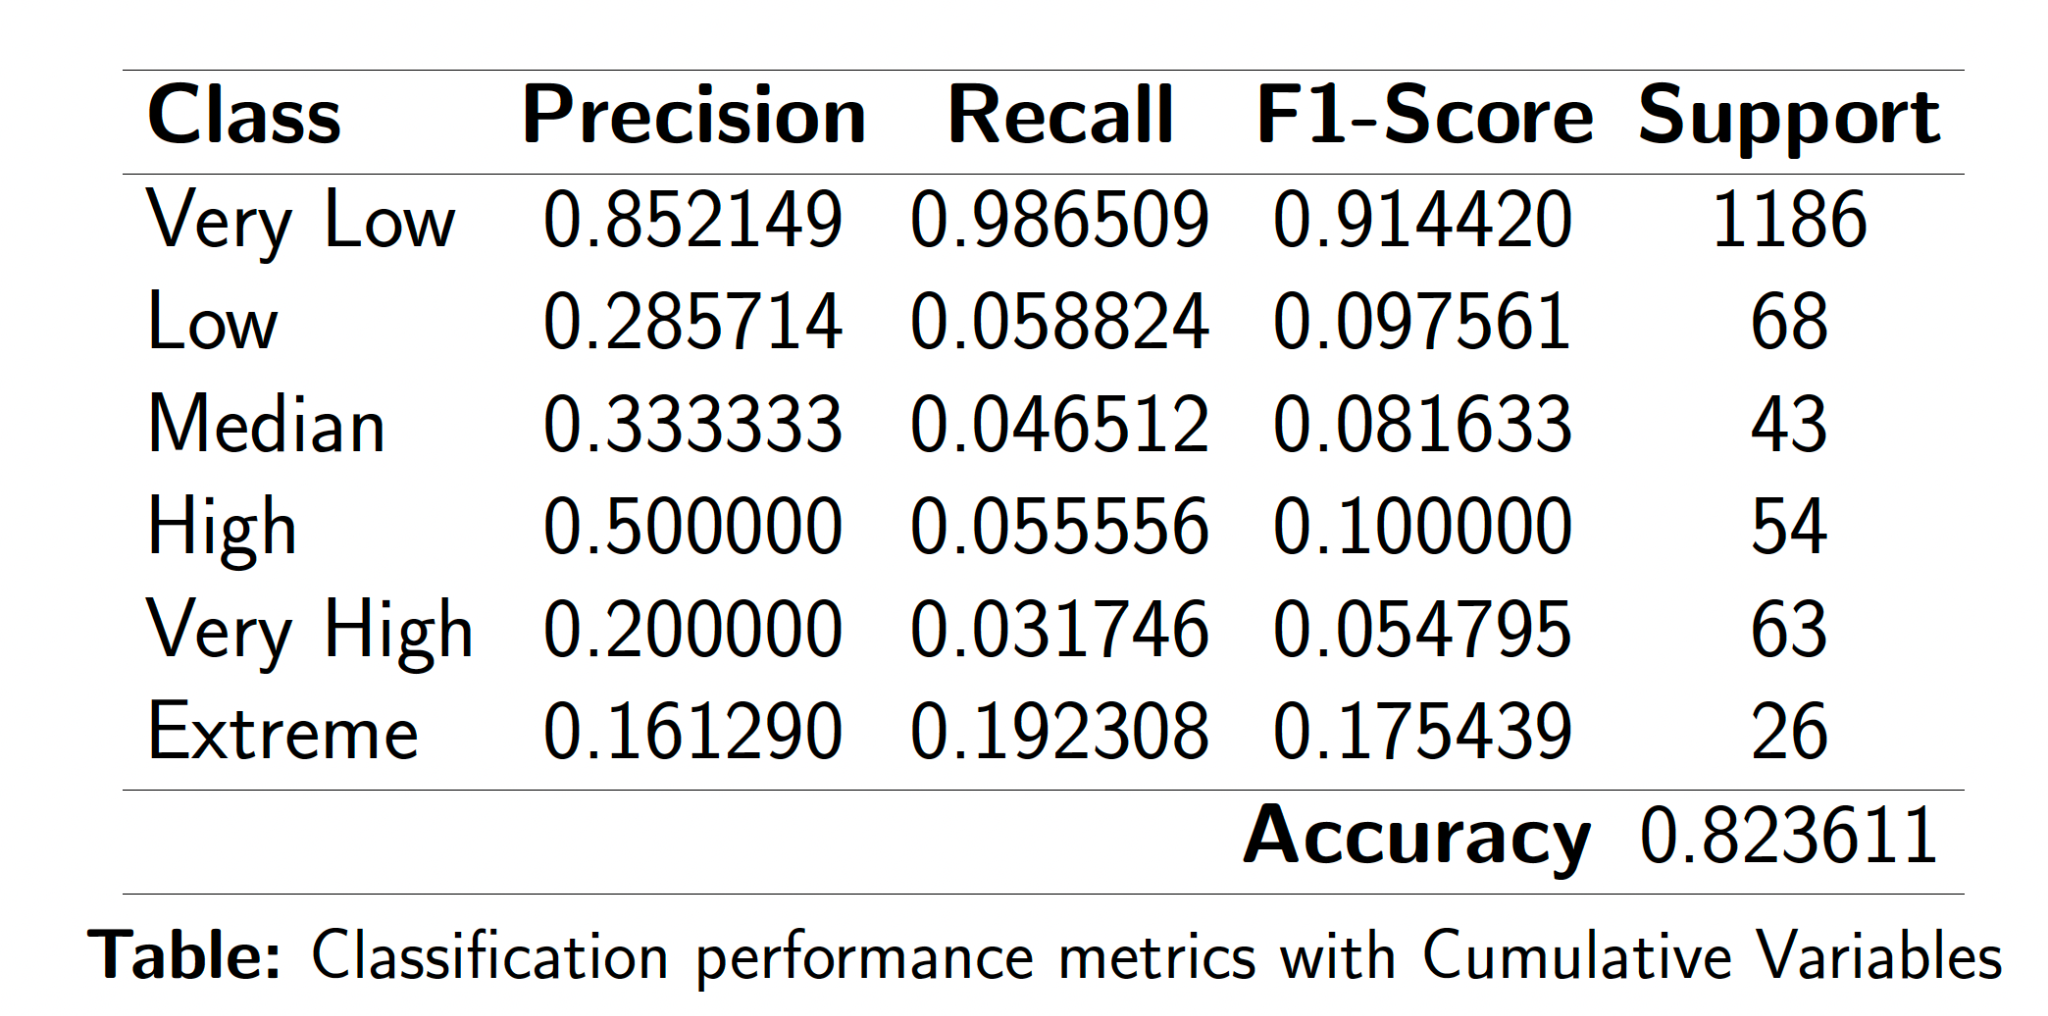 Class Precision Recall F1-Score Support
Very Low 0.852149 0.986509 0.914420 1186
Low 0.285714 0.058824 0.097561 68
Median 0.333333 0.046512 0.081633 43
High 0.500000 0.055556 0.100000 54
Very High 0.200000 0.031746 0.054795 63
Extreme 0.161290 0.192308 0.175439 26
Accuracy 0.823611
Table: Classification performance metrics with Cumulative Variables